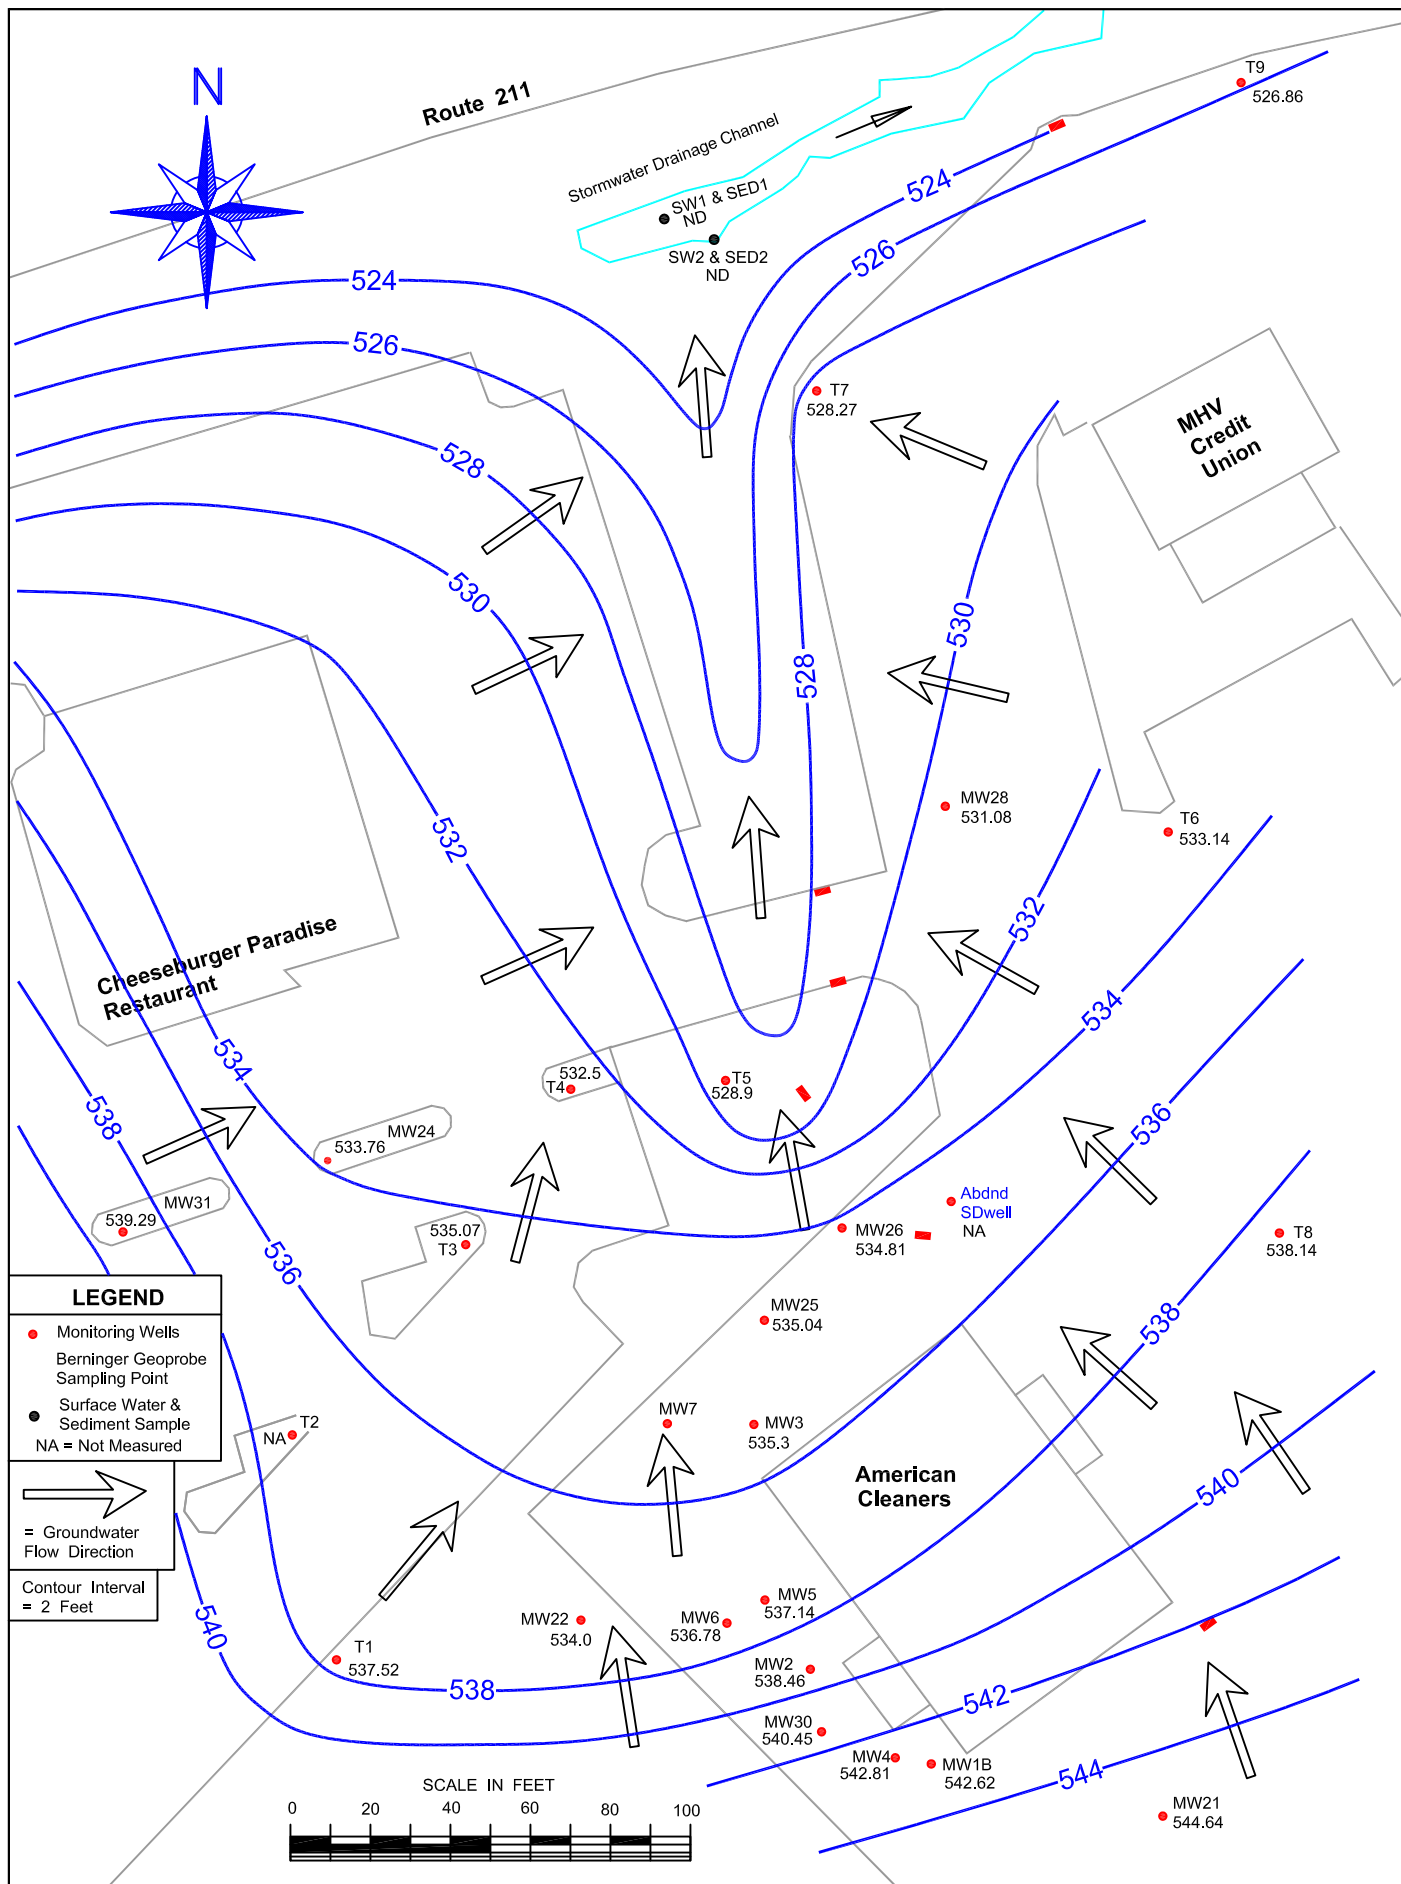 N
Route 211
Stormwater Drainage Channel
SW1 & SED1
ND
SW2 & SED2
ND
T9
526.86
524
526
524
526
528
530
T7
528.27
MHV
Credit
Union
530
528
532
MW28
531.08
T6
533.14
532
Cheeseburger Paradise
Restaurant
534
534
532.5
T4
T5
528.9
538
MW24
533.76
536
MW31
539.29
535.07
T3
536
Abdnd
SDwell
NA
MW26
534.81
T8
538.14
MW25
535.04
538
LEGEND
Monitoring Wells
Berninger Geoprobe
Sampling Point
Surface Water &
Sediment Sample
NA = Not Measured
= Groundwater
Flow Direction
Contour Interval
= 2 Feet
T2
NA
MW7
MW3
535.3
American
Cleaners
540
540
T1
537.52
MW22
534.0
MW6
536.78
MW5
537.14
538
MW2
538.46
MW30
540.45
542
MW4
542.81
MW1B
542.62
544
MW21
544.64
SCALE IN FEET
0 20 40 60 80 100